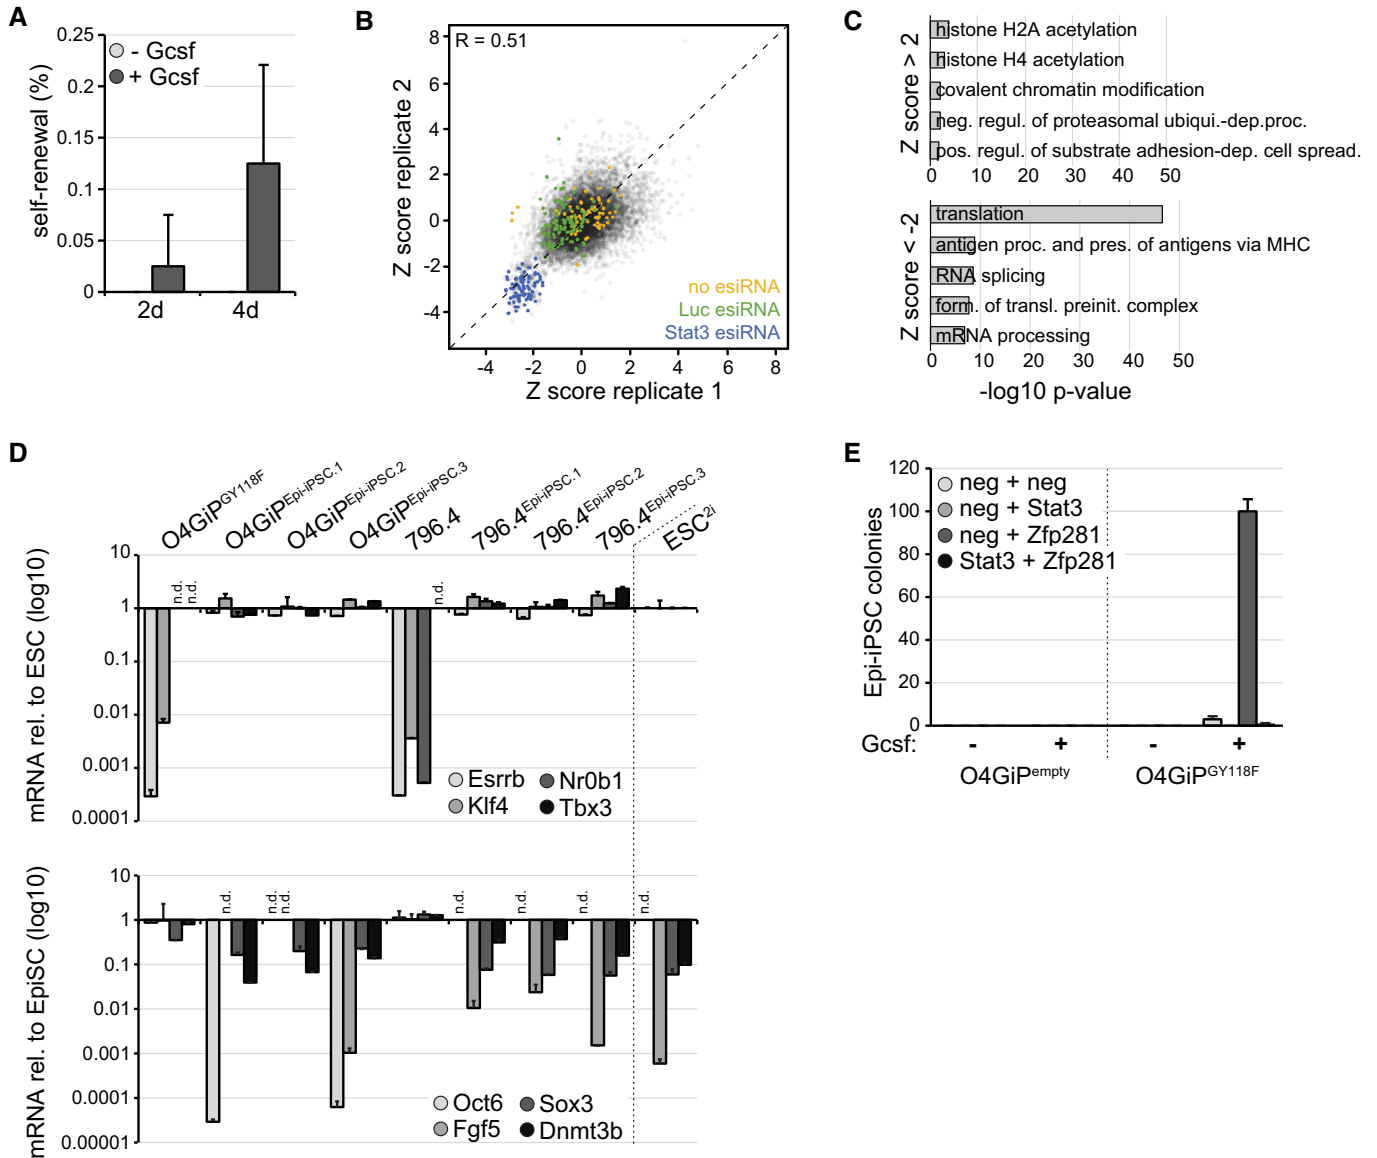 A
0.25
0.2
0.15
0.1
0.05
0
self-renewal (%)
- Gcsf
+ Gcsf
2d
4d
B
R = 0.51
8
6
4
2
0
-2
-4
Z score replicate 2
no esiRNA
Luc esiRNA
Stat3 esiRNA
-4 -2 0 2 4 6 8
Z score replicate 1
C
Z score > 2
histone H2A acetylation
histone H4 acetylation
covalent chromatin modification
neg. regul. of proteasomal ubiqui.-dep.proc.
pos. regul. of substrate adhesion-dep. cell spread.
0 10 20 30 40 50
Z score < -2
translation
antigen proc. and pres. of antigens via MHC
RNA splicing
form. of transl. preinit. complex
mRNA processing
0 10 20 30 40 50
-log10 p-value
D
O4GiPGY118F
O4GiPEpi-iPSC.1
O4GiPEpi-iPSC.2
O4GiPEpi-iPSC.3
796.4
796.4Epi-iPSC.1
796.4Epi-iPSC.2
796.4Epi-iPSC.3
ESC2i
mRNA rel. to ESC (log10)
10
1
0.1
0.01
0.001
0.0001
n.d.
n.d.
n.d.
Esrrb
Klf4
Nr0b1
Tbx3
mRNA rel. to EpiSC (log10)
10
1
0.1
0.01
0.001
0.0001
0.00001
n.d.
n.d.
n.d.
n.d.
n.d.
n.d.
n.d.
Oct6
Fgf5
Sox3
Dnmt3b
E
Epi-iPSC colonies
120
100
80
60
40
20
0
neg + neg
neg + Stat3
neg + Zfp281
Stat3 + Zfp281
Gcsf: - + - +
O4GiPempty
O4GiPGY118F